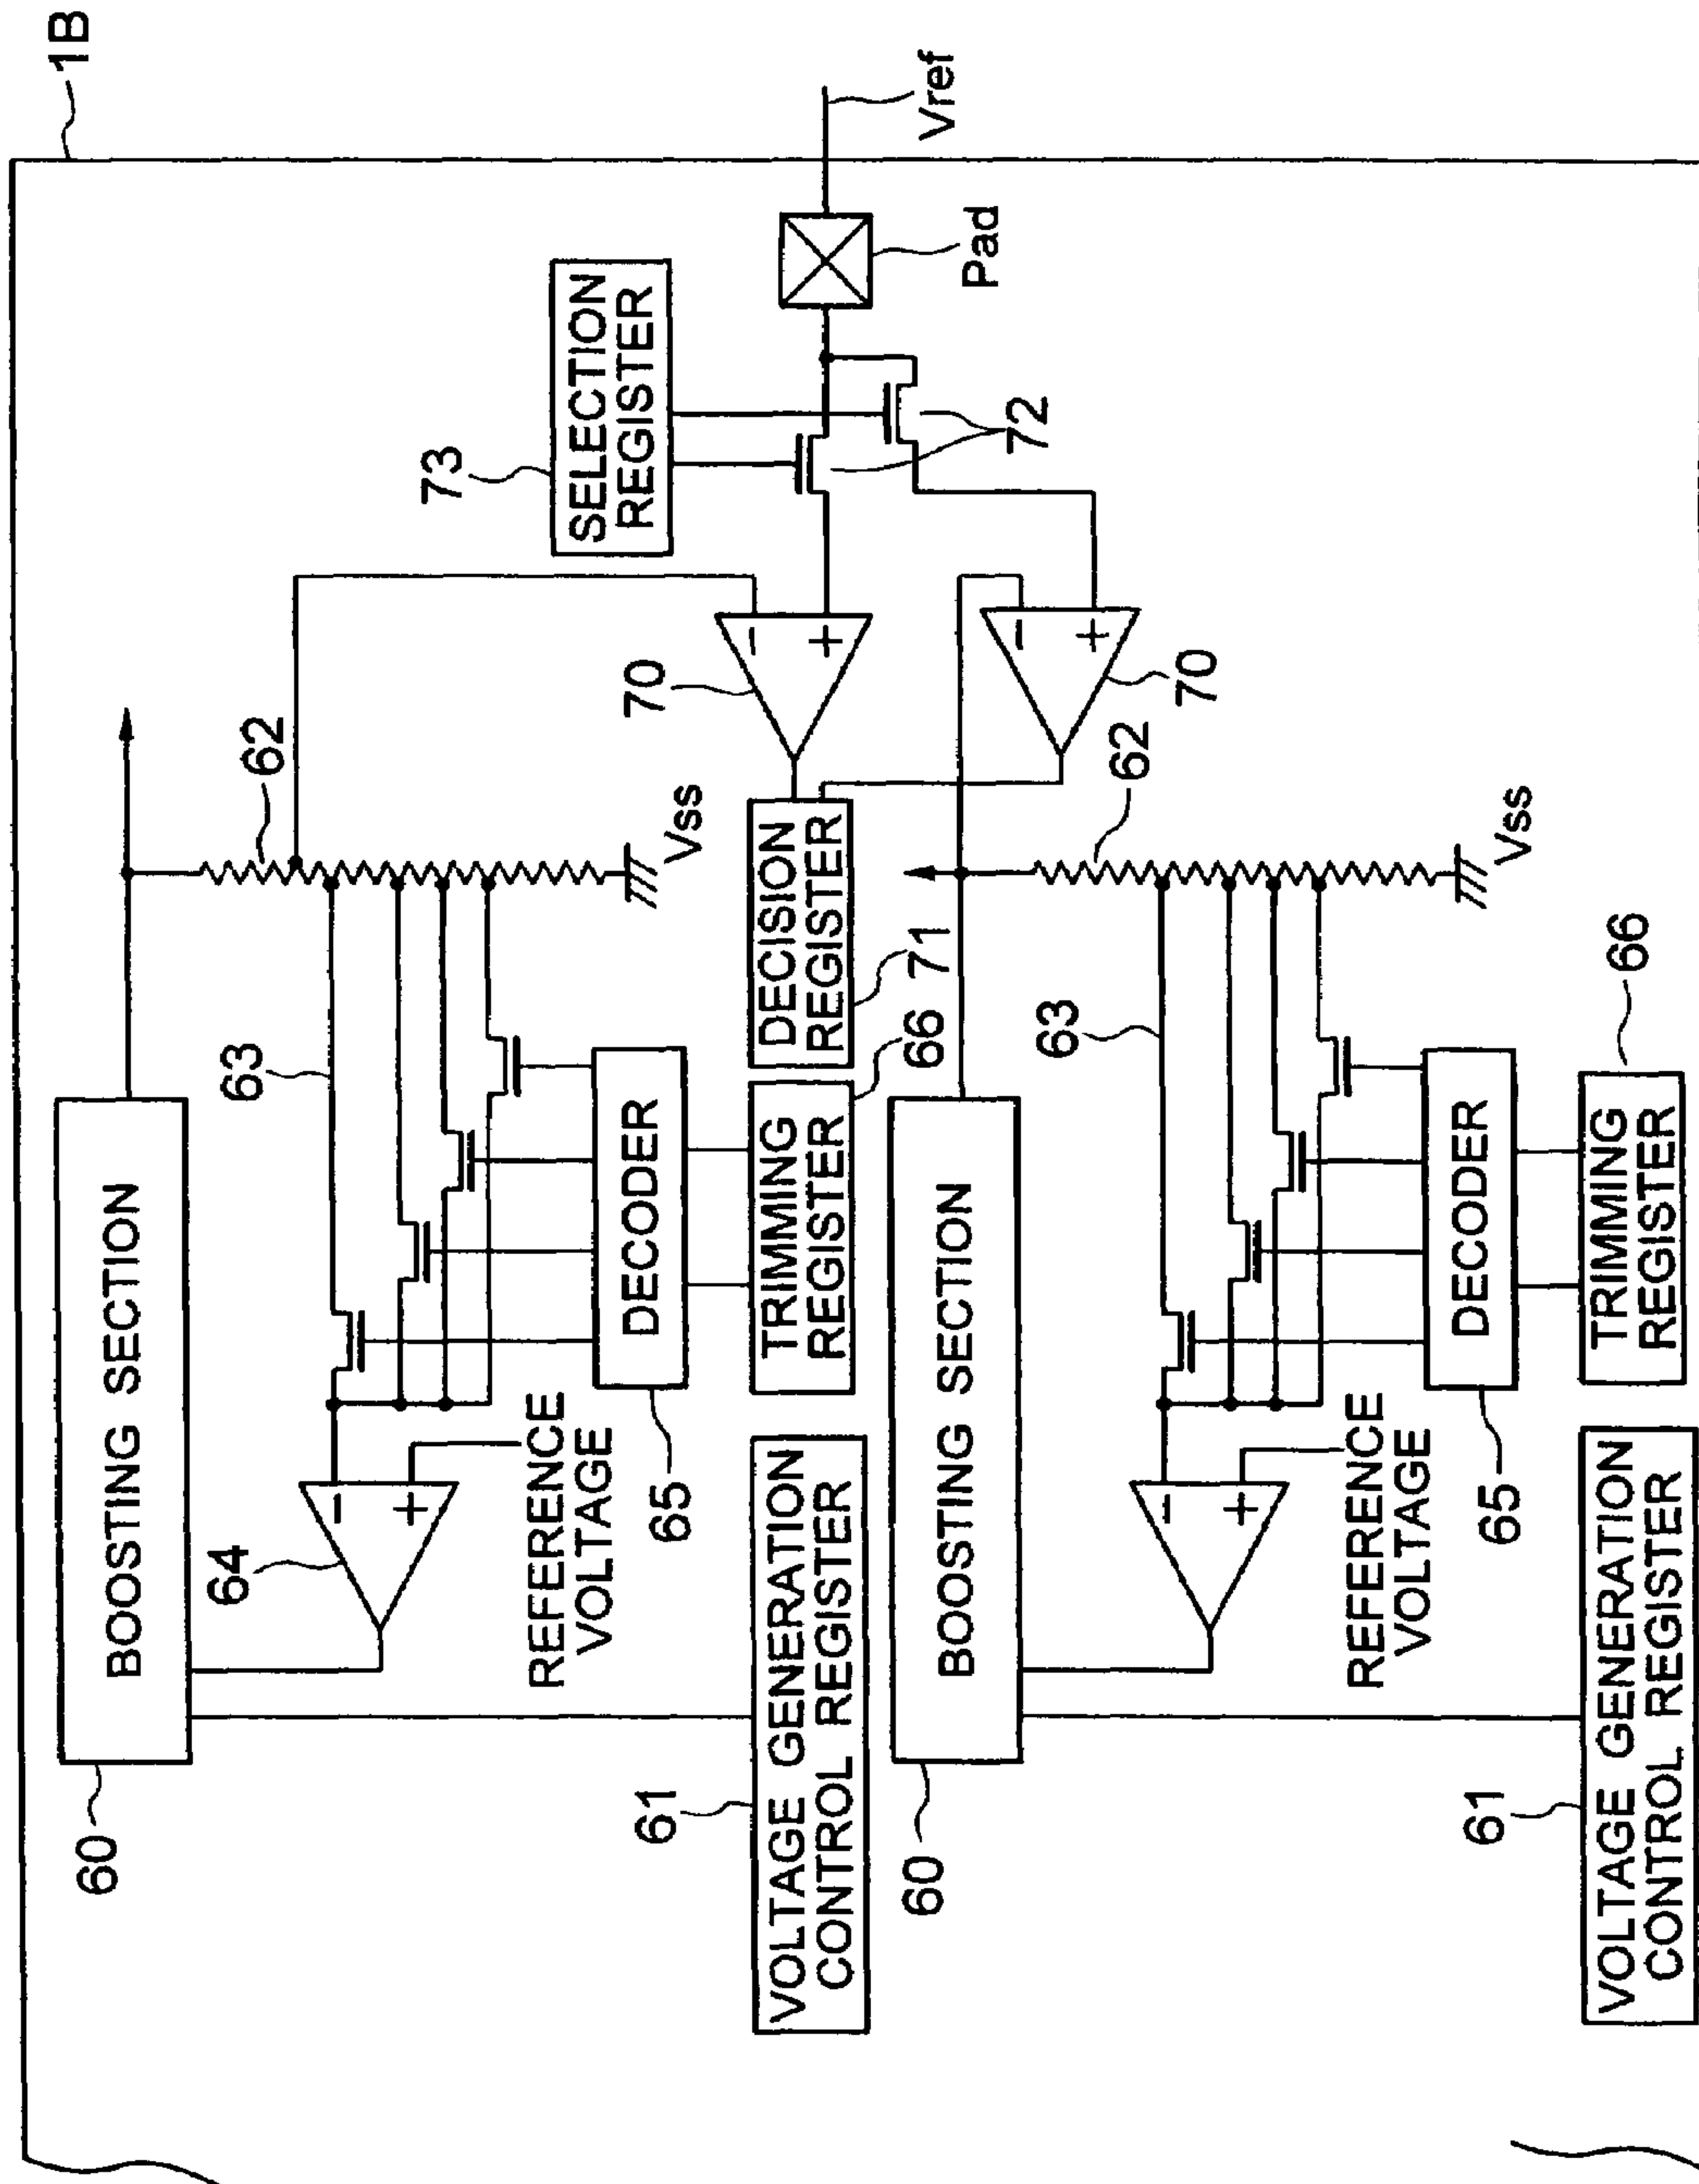 1B
BOOSTING SECTION
60
62
63
64
Vss
REFERENCE
VOLTAGE
DECODER
65
73
SELECTION
REGISTER
70
Vref
Pad
72
61
VOLTAGE GENERATION
CONTROL REGISTER
TRIMMING
REGISTER
66
DECISION
REGISTER
71
-
+
-
+
BOOSTING SECTION
60
62
70
-
+
63
Vss
-
+
REFERENCE
VOLTAGE
DECODER
65
61
VOLTAGE GENERATION
CONTROL REGISTER
TRIMMING
REGISTER
66